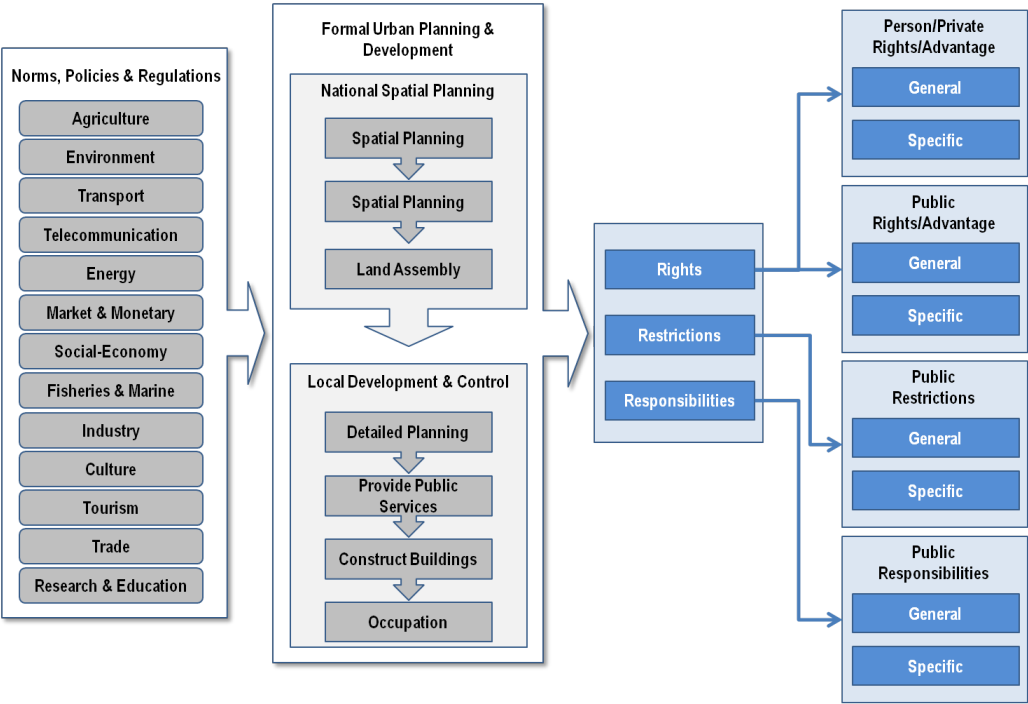 Norms, Policies & Regulations
Agriculture
Environment
Transport
Telecommunication
Energy
Market & Monetary
Social-Economy
Fisheries & Marine
Industry
Culture
Tourism
Trade
Research & Education
Formal Urban Planning &
Development
National Spatial Planning
Spatial Planning
Spatial Planning
Land Assembly
Local Development & Control
Detailed Planning
Provide Public
Services
Construct Buildings
Occupation
Rights
Restrictions
Responsibilities
Person/Private
Rights/Advantage
General
Specific
Public
Rights/Advantage
General
Specific
Public
Restrictions
General
Specific
Public
Responsibilities
General
Specific